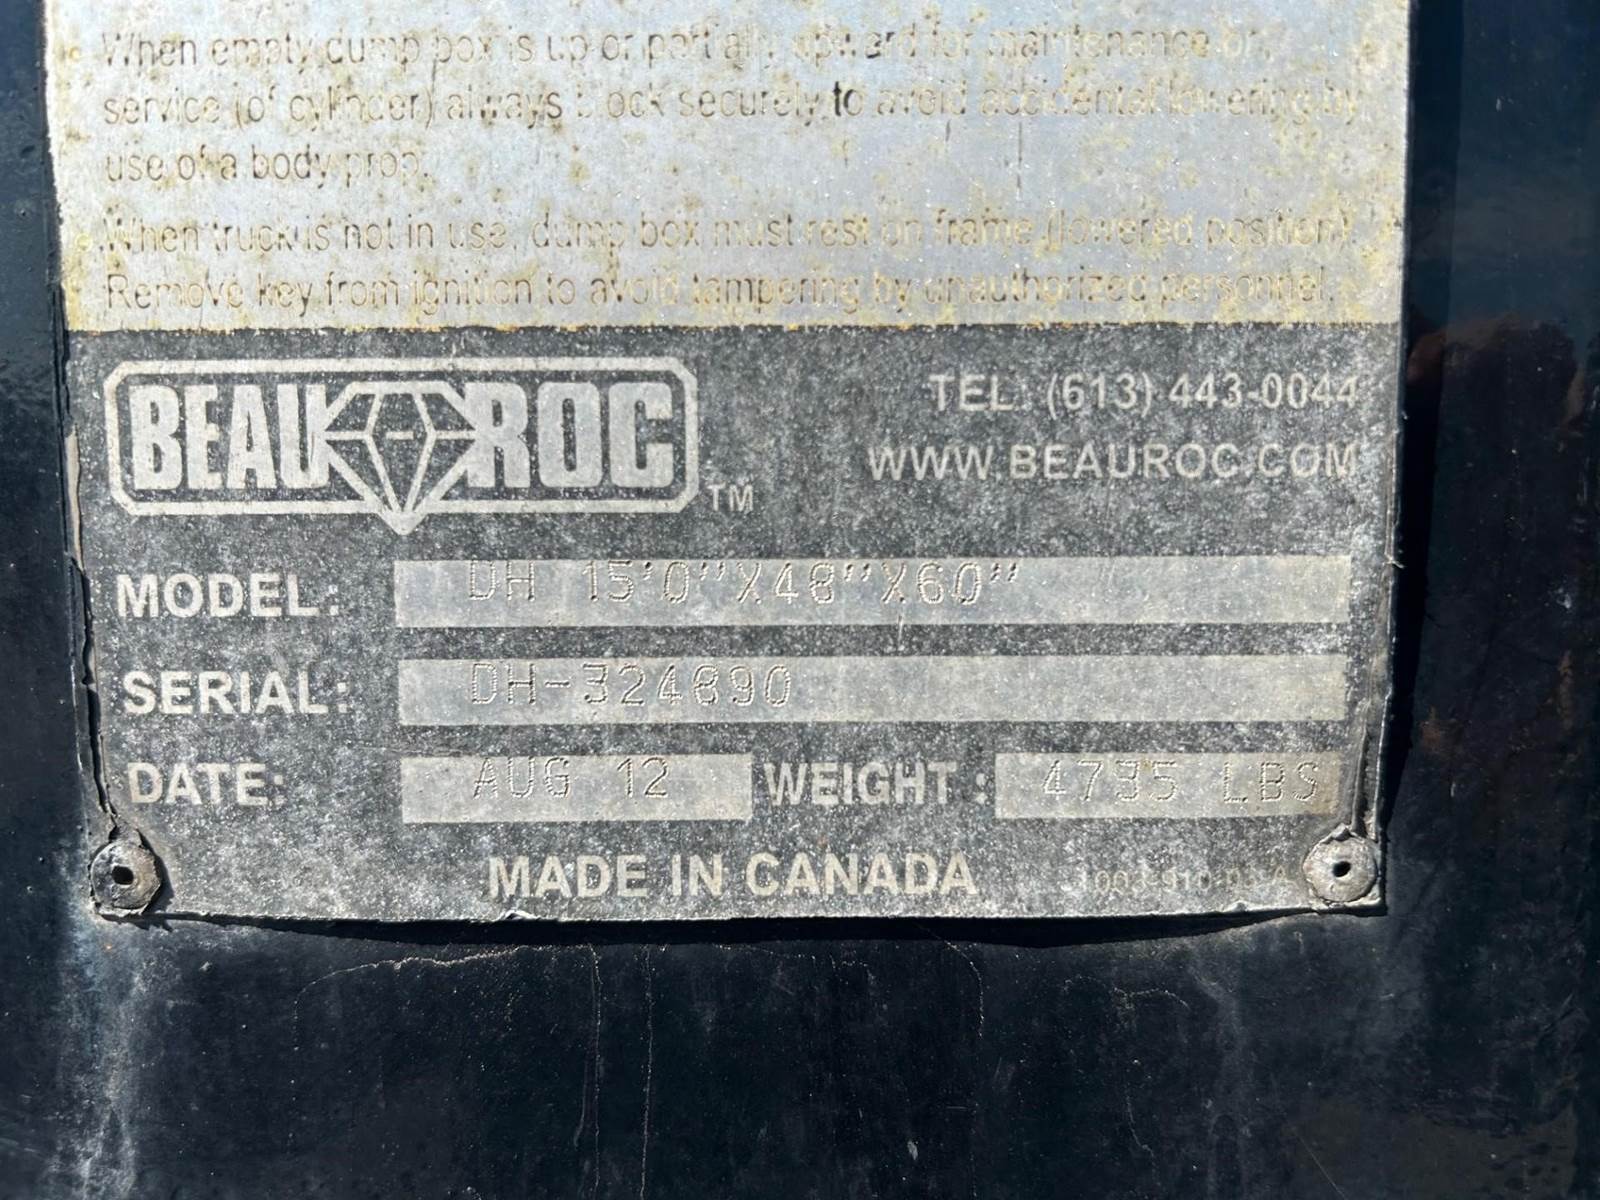 When empty dump box is up or partially upward for maintenance or
service (of cylinder) always block securely to avoid accidental lowering by
use of a body prop.
When truck is not in use, dump box must rest on frame (lowered position).
Remove key from ignition to avoid tampering by unauthorized personnel.
BEAU ROC TM
TEL: (613) 443-0044
WWW.BEAUROC.COM
MODEL: DH 15'0"X48"X60"
SERIAL: DH-324890
DATE: AUG 12 WEIGHT: 4735 LBS
MADE IN CANADA